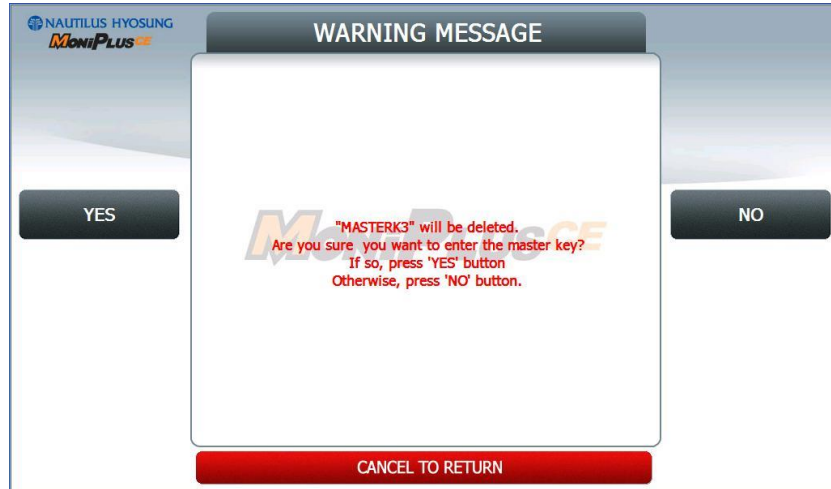 NAUTILUS HYOSUNG
MoniPlusCE
WARNING MESSAGE
YES
NO
MoniPlusCE
"MASTERK3" will be deleted.
Are you sure you want to enter the master key?
If so, press 'YES' button
Otherwise, press 'NO' button.
CANCEL TO RETURN